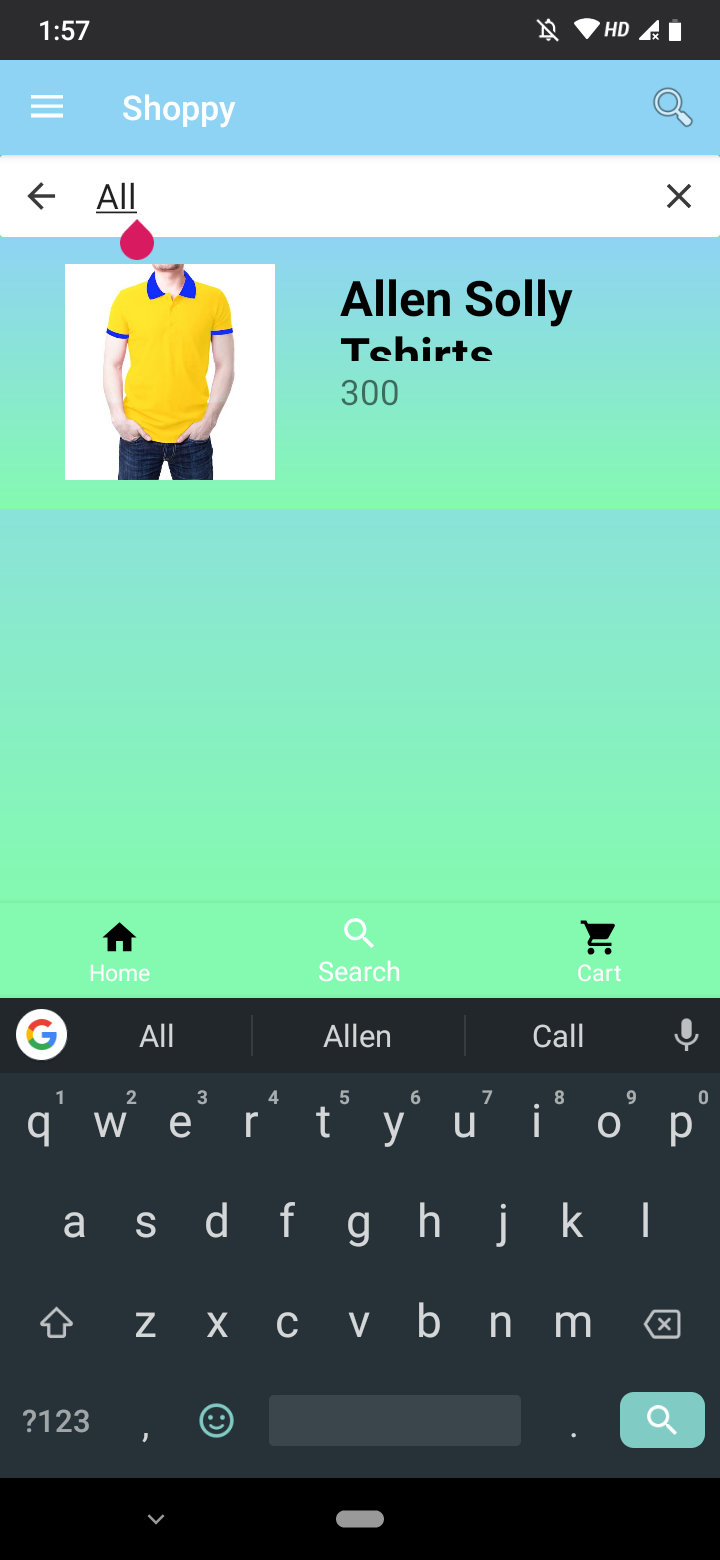 1:57 HD
Shoppy
All
Allen Solly
Tshirts
300
Home Search Cart
All Allen Call
1 2 3 4 5 6 7 8 9 0
q w e r t y u i o p
a s d f g h j k l
z x c v b n m
?123 , .